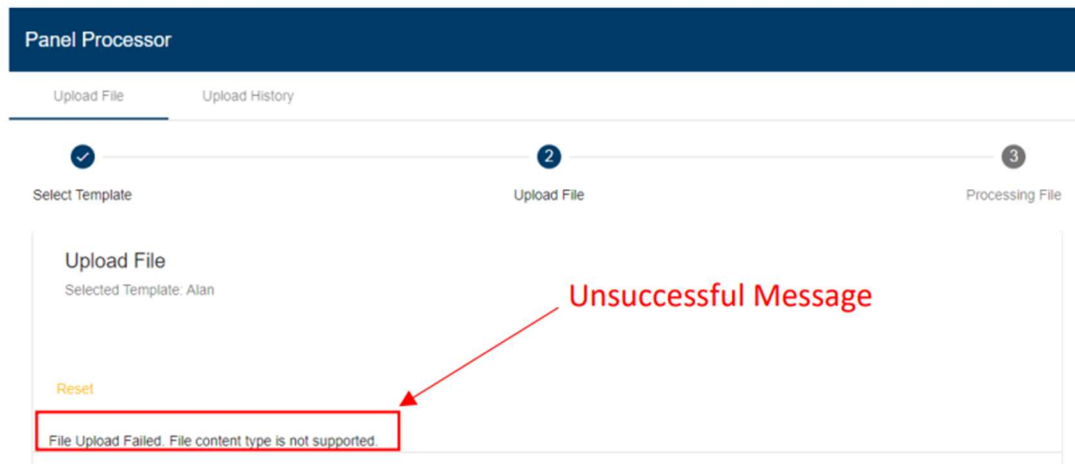 Panel Processor
Upload File Upload History
2 3
Select Template Upload File Processing File
Upload File
Selected Template: Alan
Unsuccessful Message
Reset
File Upload Failed. File content type is not supported.